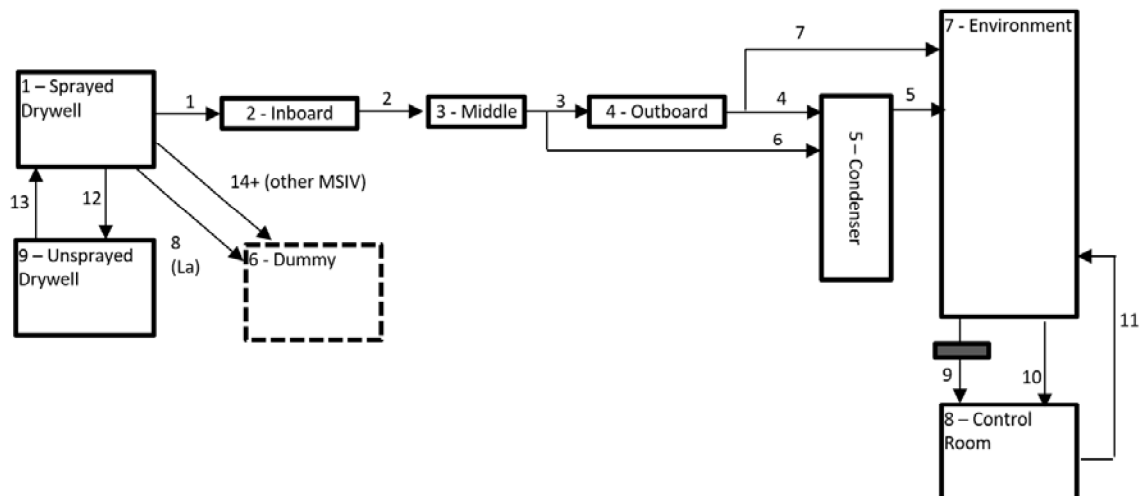 7
7 - Environment
1 – Sprayed
Drywell
1
2 - Inboard
2
3 - Middle
3
4 - Outboard
4
5
6
5 – Condenser
14+ (other MSIV)
13
12
8
(La)
9 – Unsprayed
Drywell
6 - Dummy
11
9
10
8 – Control
Room